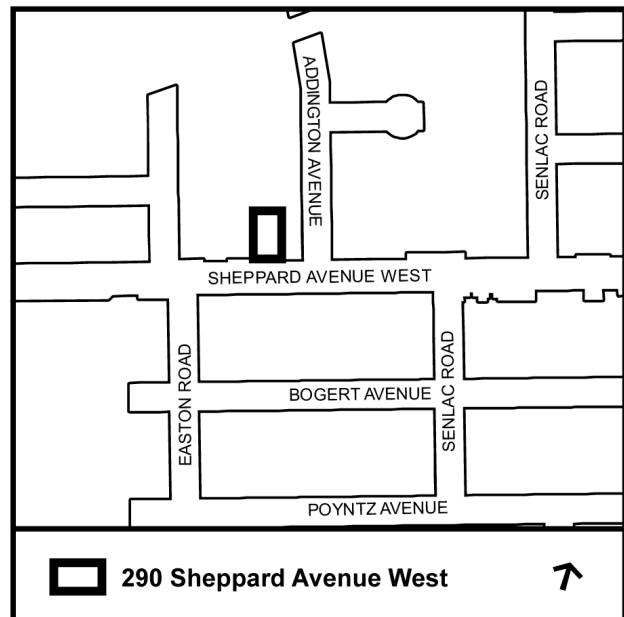 ADDINGTON AVENUE
SENLAC ROAD
SHEPPARD AVENUE WEST
EASTON ROAD
BOGERT AVENUE
SENLAC ROAD
POYNTZ AVENUE
290 Sheppard Avenue West